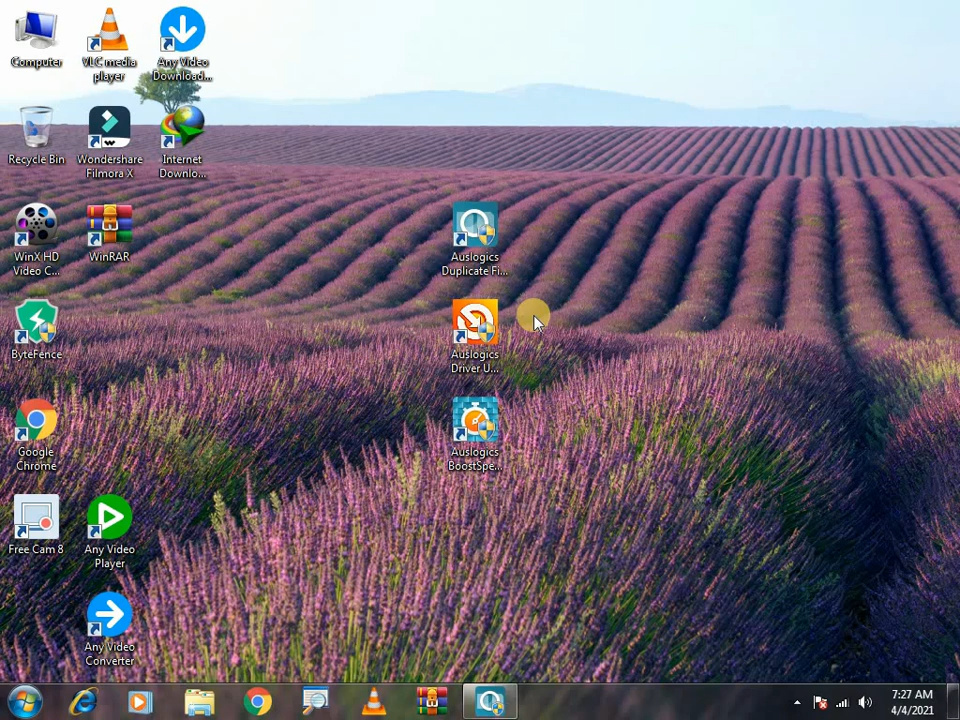 Computer
VLC media
player
Any Video
Download...
Recycle Bin
Wondershare
Filmora X
Internet
Downlo...
WinX HD
Video C...
WinRAR
Auslogics
Duplicate Fi...
ByteFence
Auslogics
Driver U...
Google
Chrome
Auslogics
BoostSpe...
Free Cam 8
Any Video
Player
Any Video
Converter
7:27 AM
4/4/2021